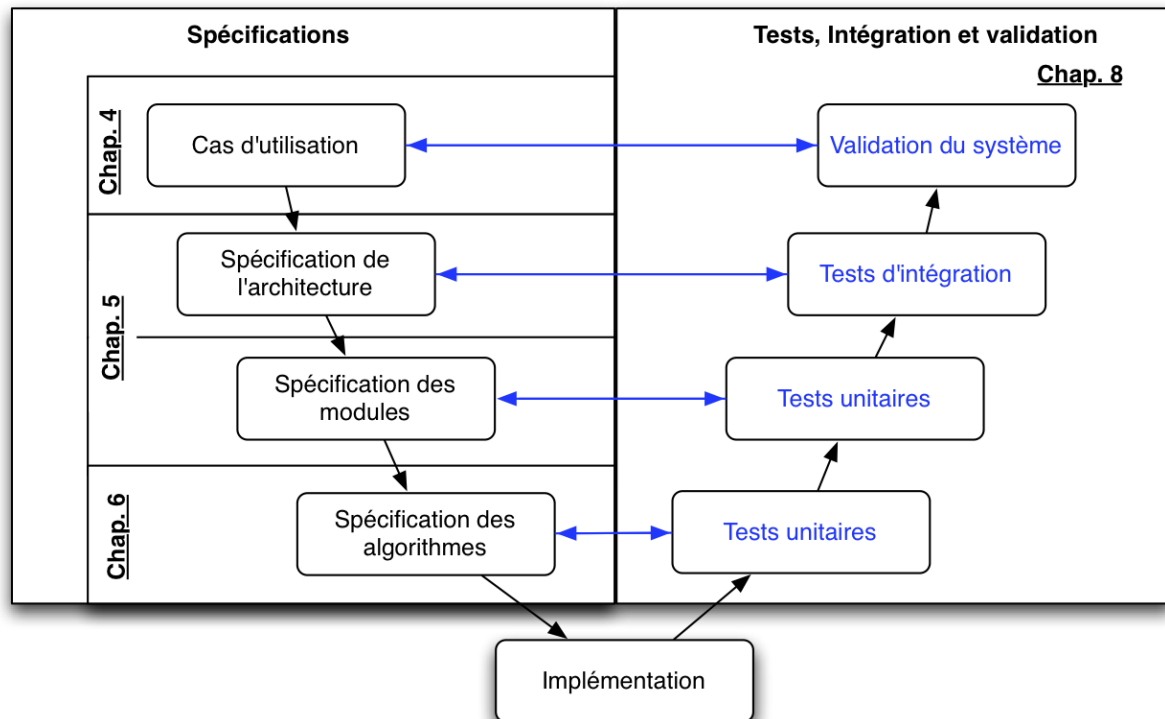 Spécifications
Tests, Intégration et validation
Chap. 8
Chap. 4
Cas d'utilisation
Validation du système
Chap. 5
Spécification de
l'architecture
Tests d'intégration
Spécification des
modules
Tests unitaires
Chap. 6
Spécification des
algorithmes
Tests unitaires
Implémentation